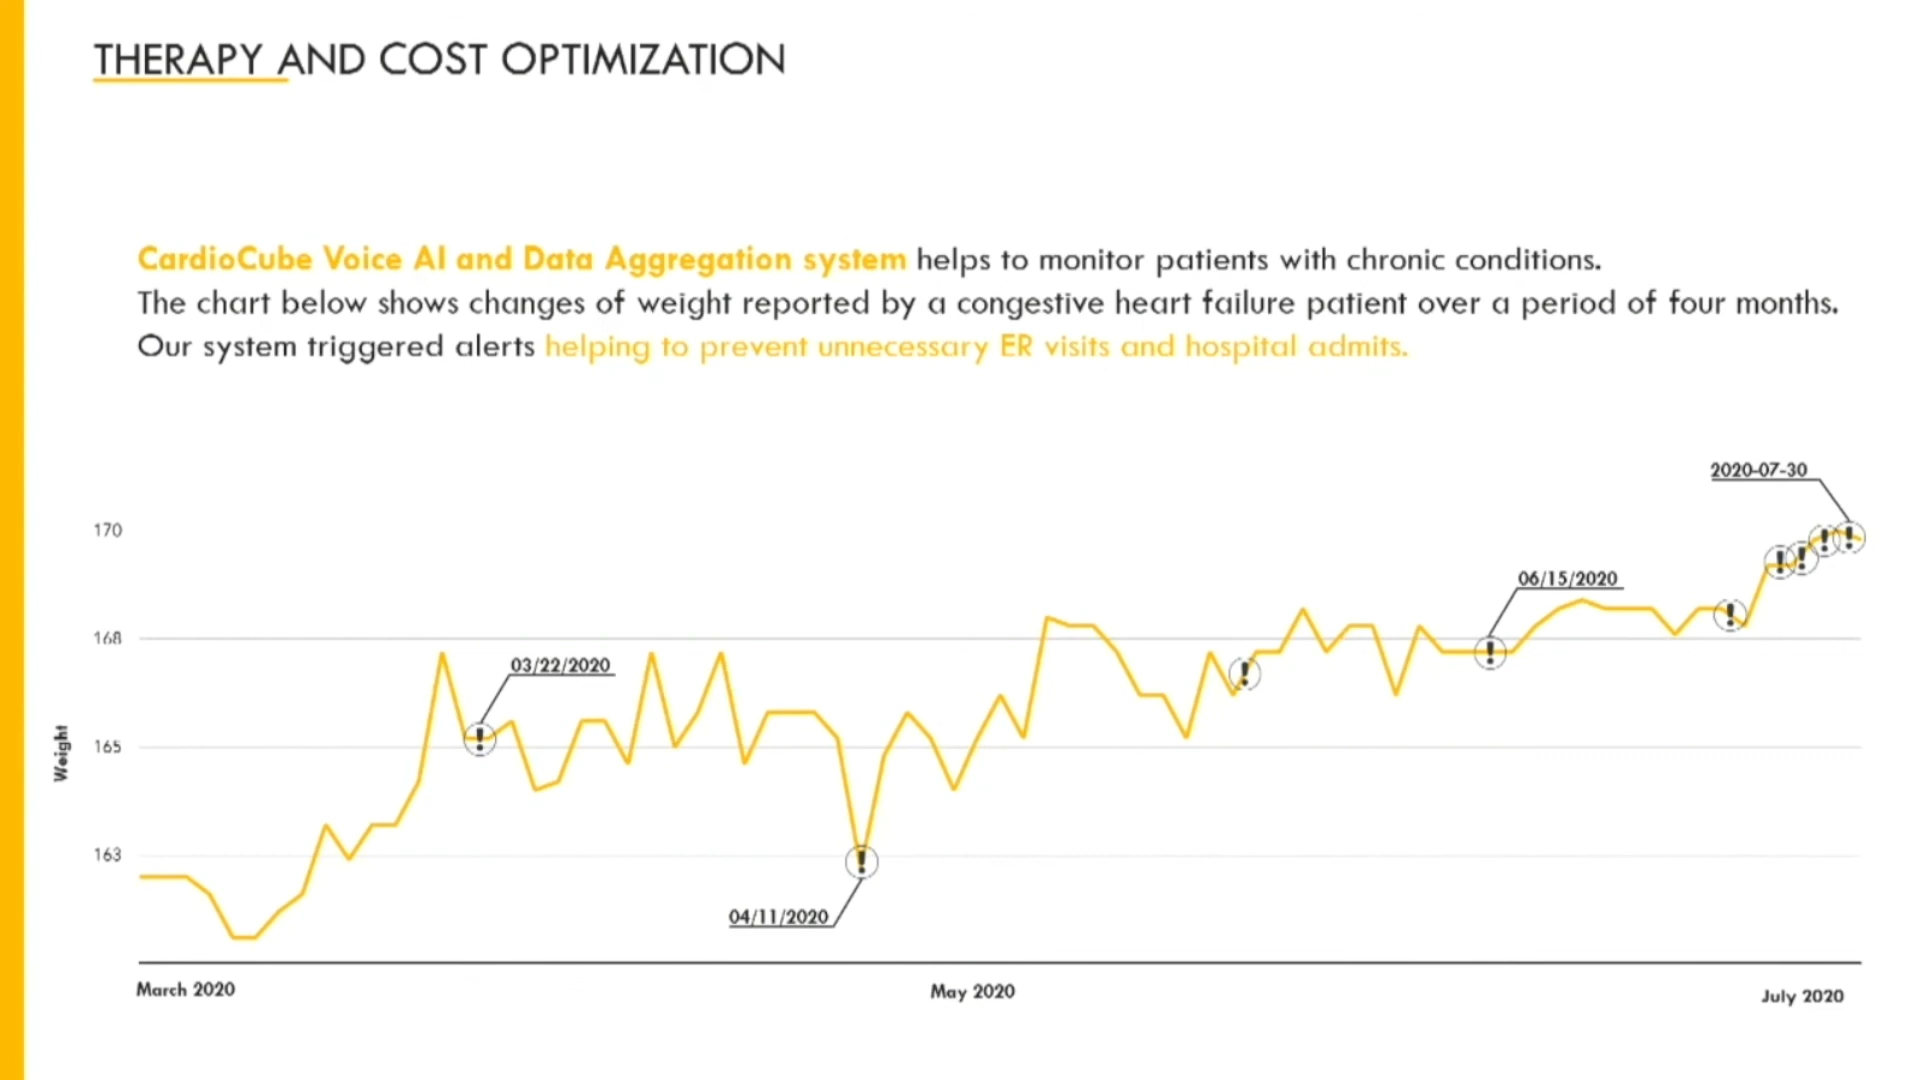 THERAPY AND COST OPTIMIZATION
CardioCube Voice AI and Data Aggregation system helps to monitor patients with chronic conditions.
The chart below shows changes of weight reported by a congestive heart failure patient over a period of four months.
Our system triggered alerts helping to prevent unnecessary ER visits and hospital admits.
2020-07-30
170
06/15/2020
168
03/22/2020
Weight
165
163
04/11/2020
March 2020
May 2020
July 2020